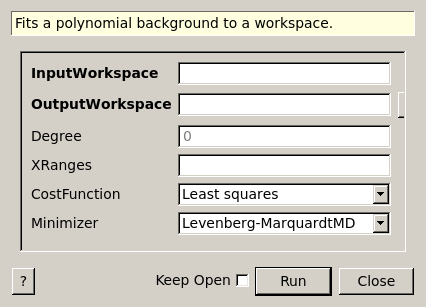 Fits a polynomial background to a workspace.
InputWorkspace
OutputWorkspace
Degree 0
XRanges
CostFunction Least squares
Minimizer Levenberg-MarquardtMD
? Keep Open Run Close